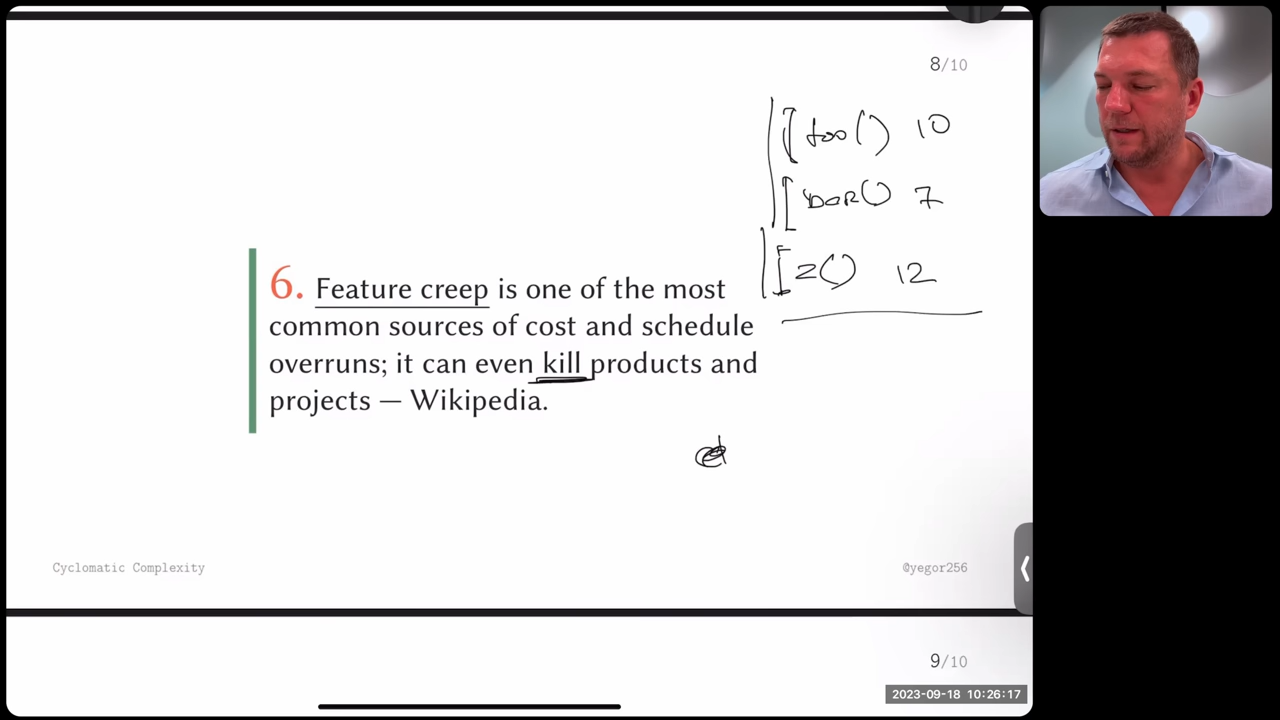 8/10
foo() 10
bar() 7
z() 12
6. Feature creep is one of the most
common sources of cost and schedule
overruns; it can even kill products and
projects — Wikipedia.
Cyclomatic Complexity
@yegor256
9/10
2023-09-18 10:26:17